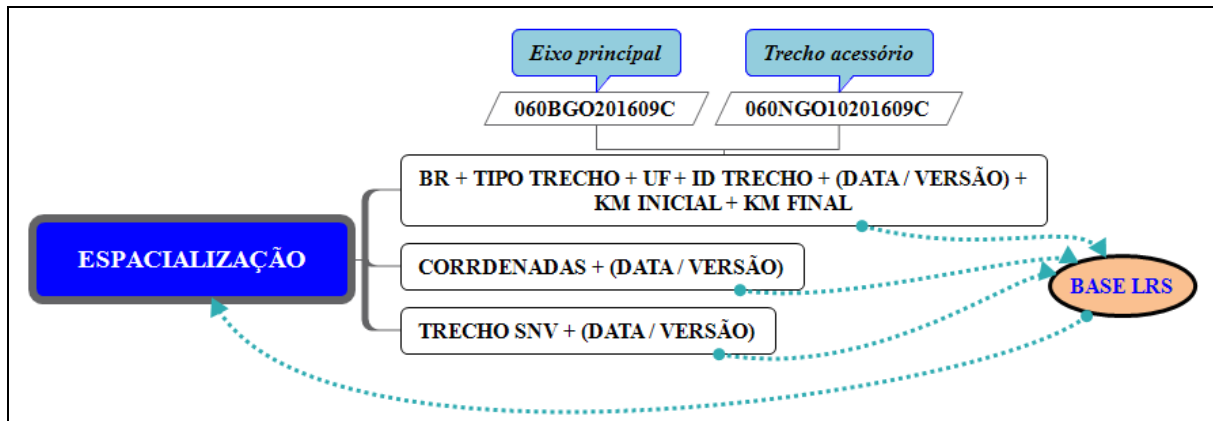 Eixo principal
Trecho acessório
060BGO201609C
060NGO10201609C
BR + TIPO TRECHO + UF + ID TRECHO + (DATA / VERSÃO) +
KM INICIAL + KM FINAL
ESPACIALIZAÇÃO
CORRDENADAS + (DATA / VERSÃO)
BASE LRS
TRECHO SNV + (DATA / VERSÃO)